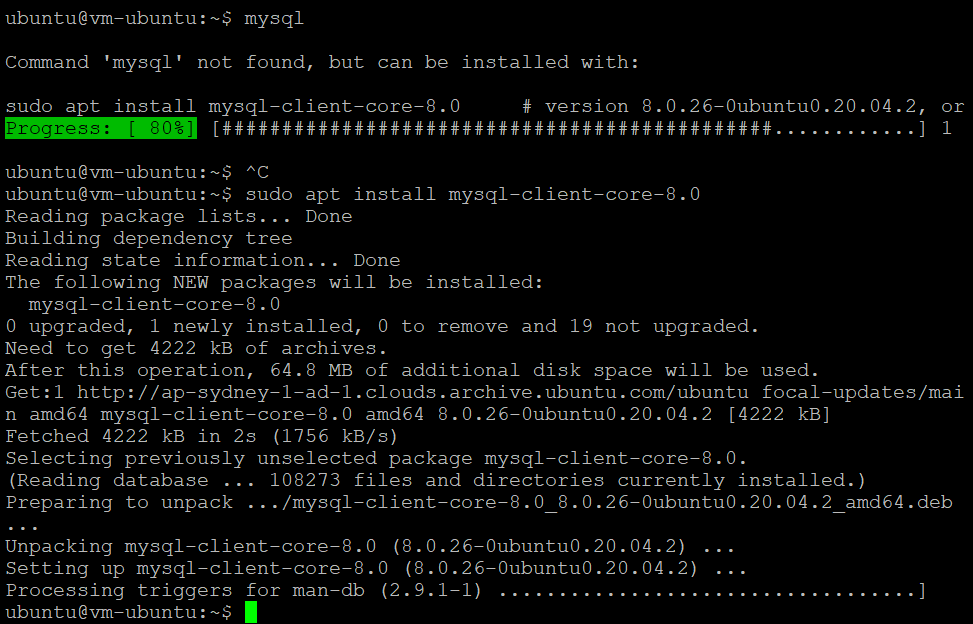 ubuntu@vm-ubuntu:~$ mysql
Command 'mysql' not found, but can be installed with:
sudo apt install mysql-client-core-8.0     # version 8.0.26-0ubuntu0.20.04.2, or
Progress: [ 80%] [##############################################............] 1
ubuntu@vm-ubuntu:~$ ^C
ubuntu@vm-ubuntu:~$ sudo apt install mysql-client-core-8.0
Reading package lists... Done
Building dependency tree
Reading state information... Done
The following NEW packages will be installed:
  mysql-client-core-8.0
0 upgraded, 1 newly installed, 0 to remove and 19 not upgraded.
Need to get 4222 kB of archives.
After this operation, 64.8 MB of additional disk space will be used.
Get:1 http://ap-sydney-1-ad-1.clouds.archive.ubuntu.com/ubuntu focal-updates/mai
n amd64 mysql-client-core-8.0 amd64 8.0.26-0ubuntu0.20.04.2 [4222 kB]
Fetched 4222 kB in 2s (1756 kB/s)
Selecting previously unselected package mysql-client-core-8.0.
(Reading database ... 108273 files and directories currently installed.)
Preparing to unpack .../mysql-client-core-8.0_8.0.26-0ubuntu0.20.04.2_amd64.deb
...
Unpacking mysql-client-core-8.0 (8.0.26-0ubuntu0.20.04.2) ...
Setting up mysql-client-core-8.0 (8.0.26-0ubuntu0.20.04.2) ...
Processing triggers for man-db (2.9.1-1) ...................................]
ubuntu@vm-ubuntu:~$